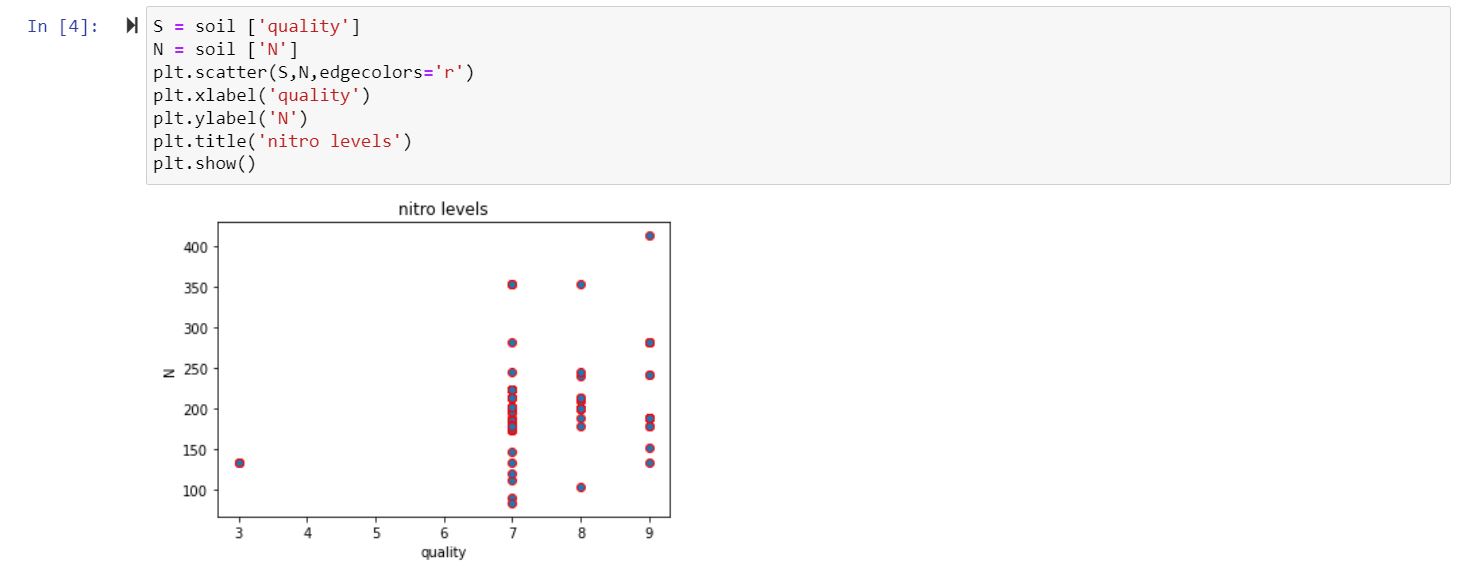 In [4]:
S = soil ['quality']
N = soil ['N']
plt.scatter(S,N,edgecolors='r')
plt.xlabel('quality')
plt.ylabel('N')
plt.title('nitro levels')
plt.show()
nitro levels
400
350
300
250
200
150
100
N
3 4 5 6 7 8 9
quality